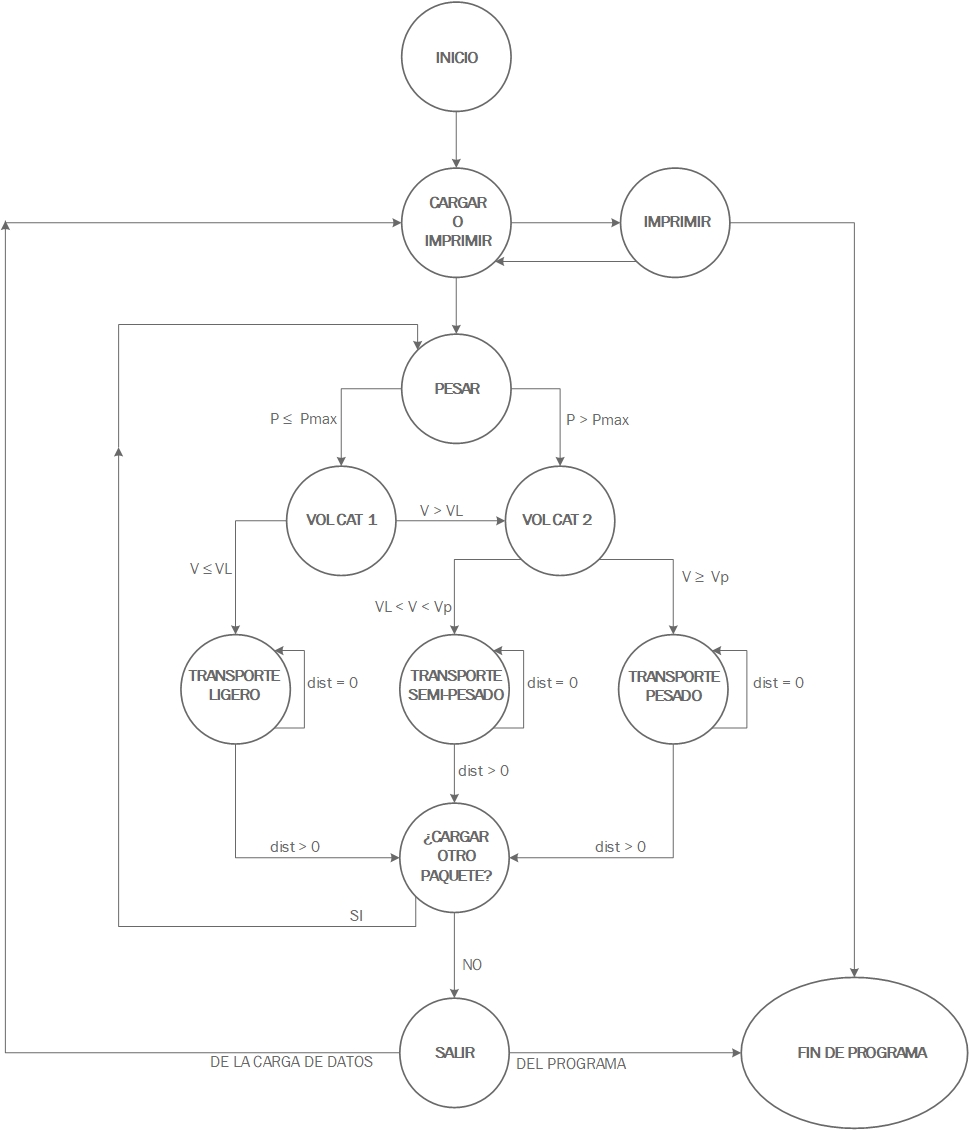 INICIO
CARGAR
O
IMPRIMIR
IMPRIMIR
PESAR
P ≤ Pmax
P > Pmax
VOL CAT 1
V > VL
VOL CAT 2
V ≤ VL
VL < V < Vp
V ≥ Vp
TRANSPORTE
LIGERO
dist = 0
TRANSPORTE
SEMI-PESADO
dist = 0
TRANSPORTE
PESADO
dist = 0
dist > 0
dist > 0
dist > 0
¿CARGAR
OTRO
PAQUETE?
SI
NO
SALIR
DE LA CARGA DE DATOS
DEL PROGRAMA
FIN DE PROGRAMA